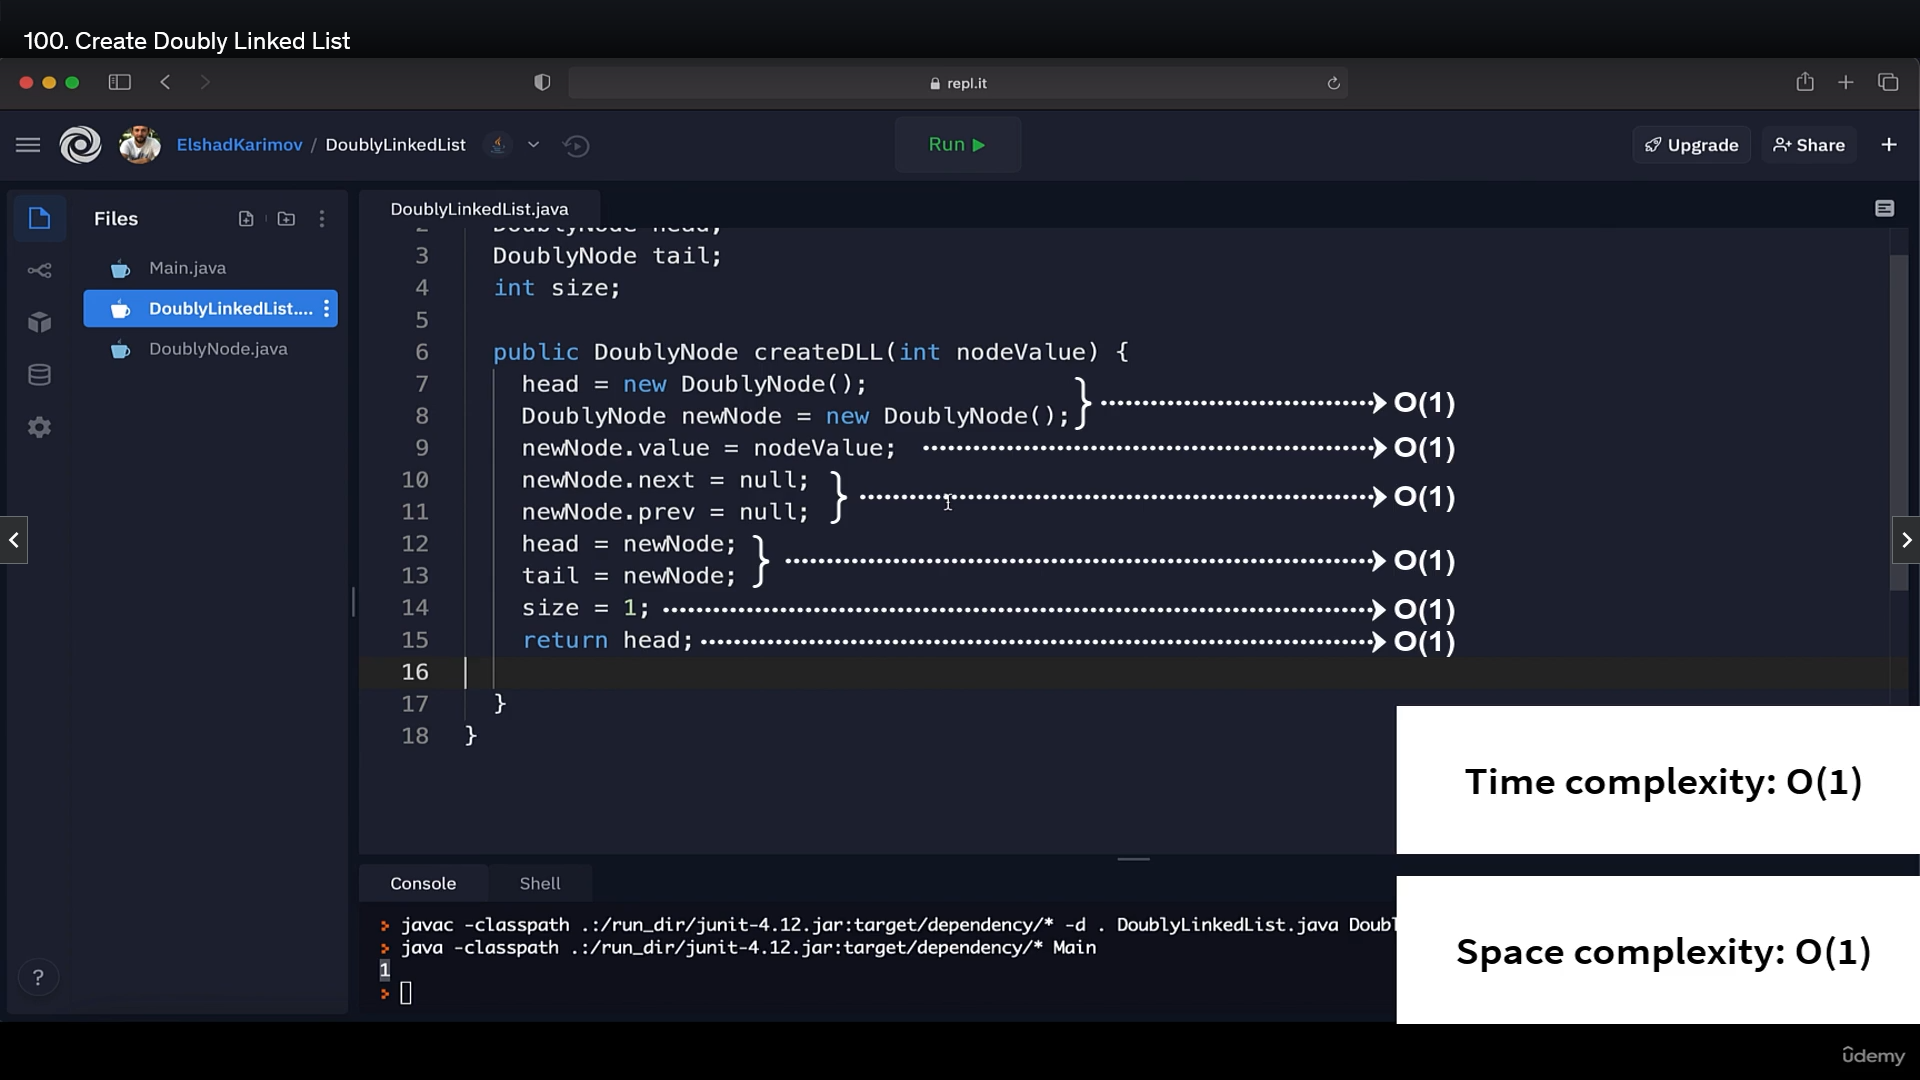 100. Create Doubly Linked List
repl.it
ElshadKarimov / DoublyLinkedList
Run
Upgrade
Share
+
Files
DoublyLinkedList.java
Main.java
DoublyLinkedList....
DoublyNode.java
2 DoublyNode head;
3 DoublyNode tail;
4 int size;
5
6 public DoublyNode createDLL(int nodeValue) {
7 head = new DoublyNode();
8 DoublyNode newNode = new DoublyNode(); } O(1)
9 newNode.value = nodeValue; O(1)
10 newNode.next = null;
11 newNode.prev = null; } O(1)
12 head = newNode;
13 tail = newNode; } O(1)
14 size = 1; O(1)
15 return head; O(1)
16
17 }
18 }
Time complexity: O(1)
Console Shell
> javac -classpath .:/run_dir/junit-4.12.jar:target/dependency/* -d . DoublyLinkedList.java Doubl
> java -classpath .:/run_dir/junit-4.12.jar:target/dependency/* Main
1
>
Space complexity: O(1)
?
ûdemy